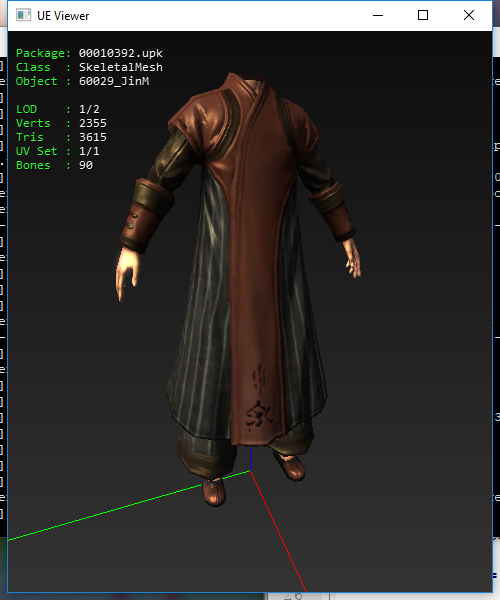 UE Viewer
Package: 00010392.upk
Class : SkeletalMesh
Object : 60029_JinM
LOD : 1/2
Verts : 2355
Tris : 3615
UV Set : 1/1
Bones : 90